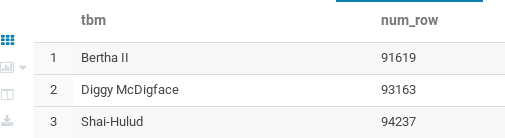 tbm num_row
1 Bertha II 91619
2 Diggy McDigface 93163
3 Shai-Hulud 94237